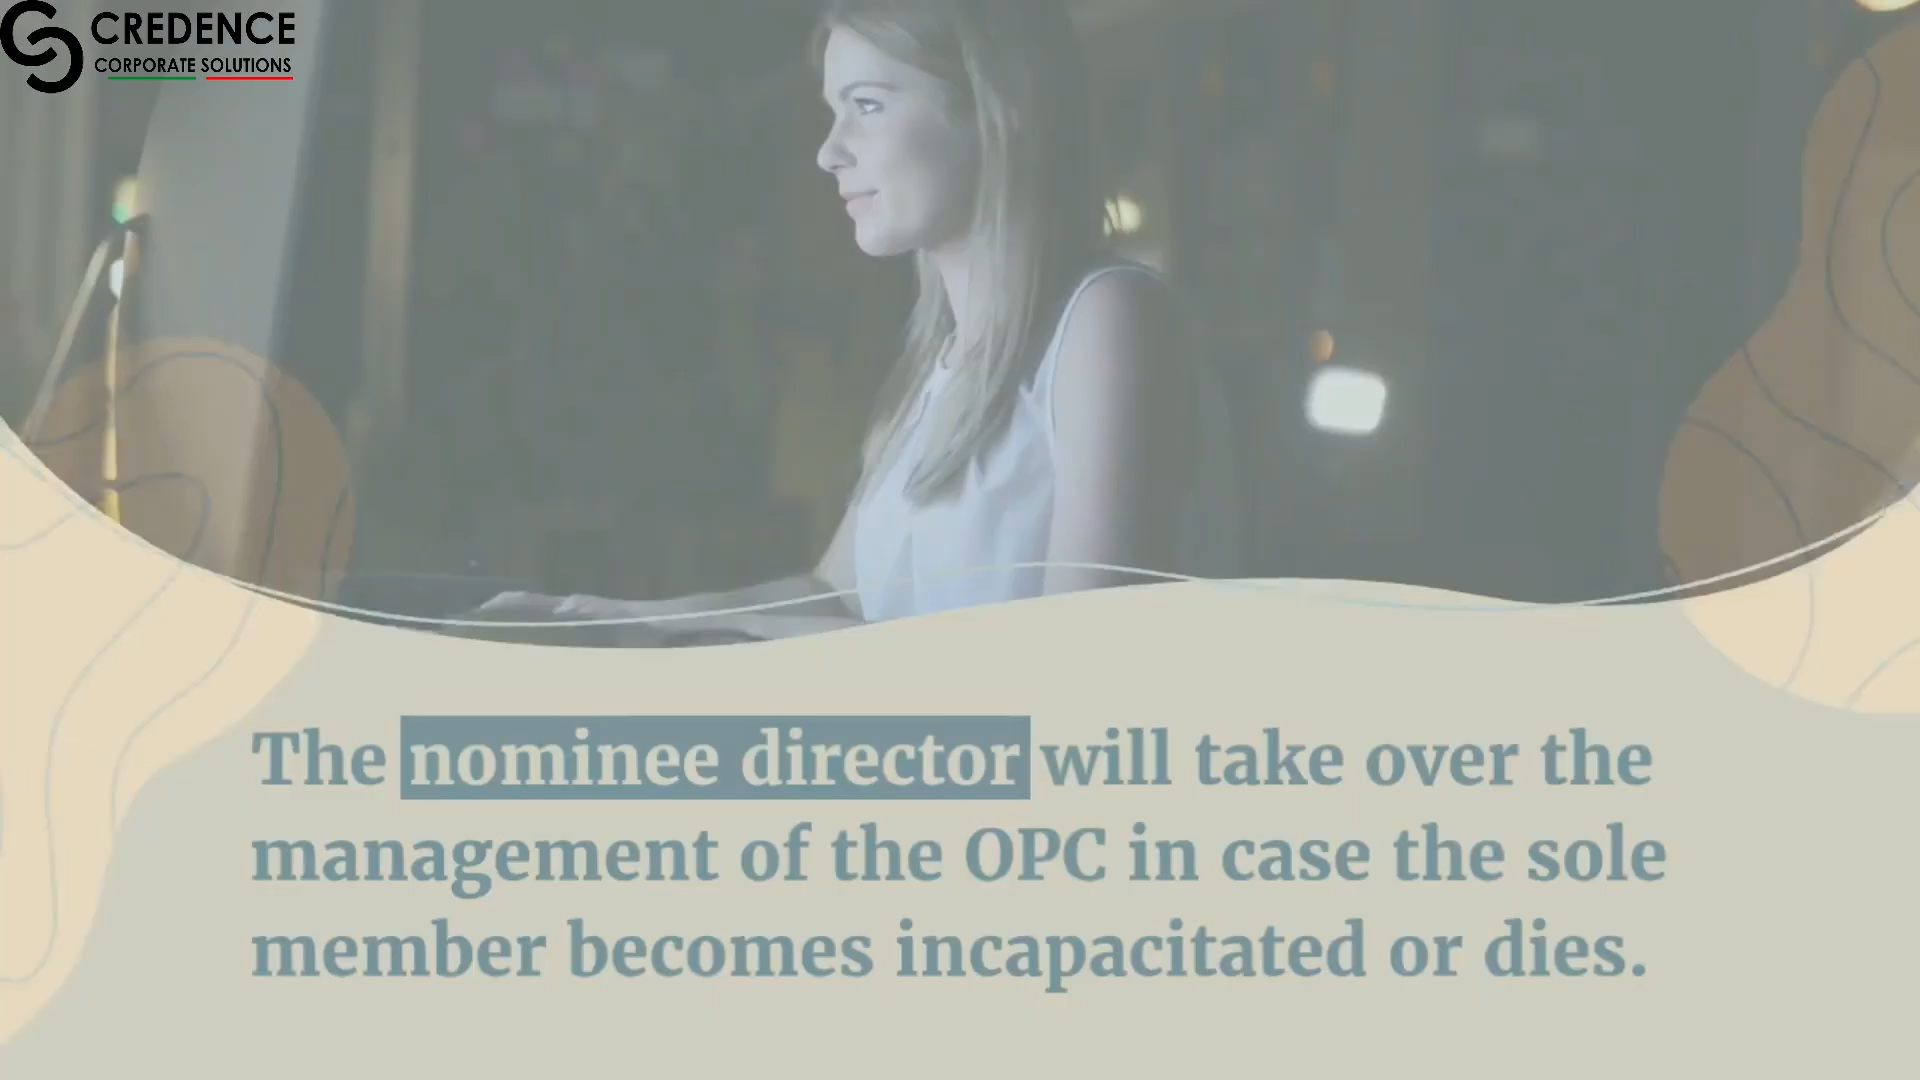 CREDENCE
CORPORATE SOLUTIONS
The nominee director will take over the
management of the OPC in case the sole
member becomes incapacitated or dies.